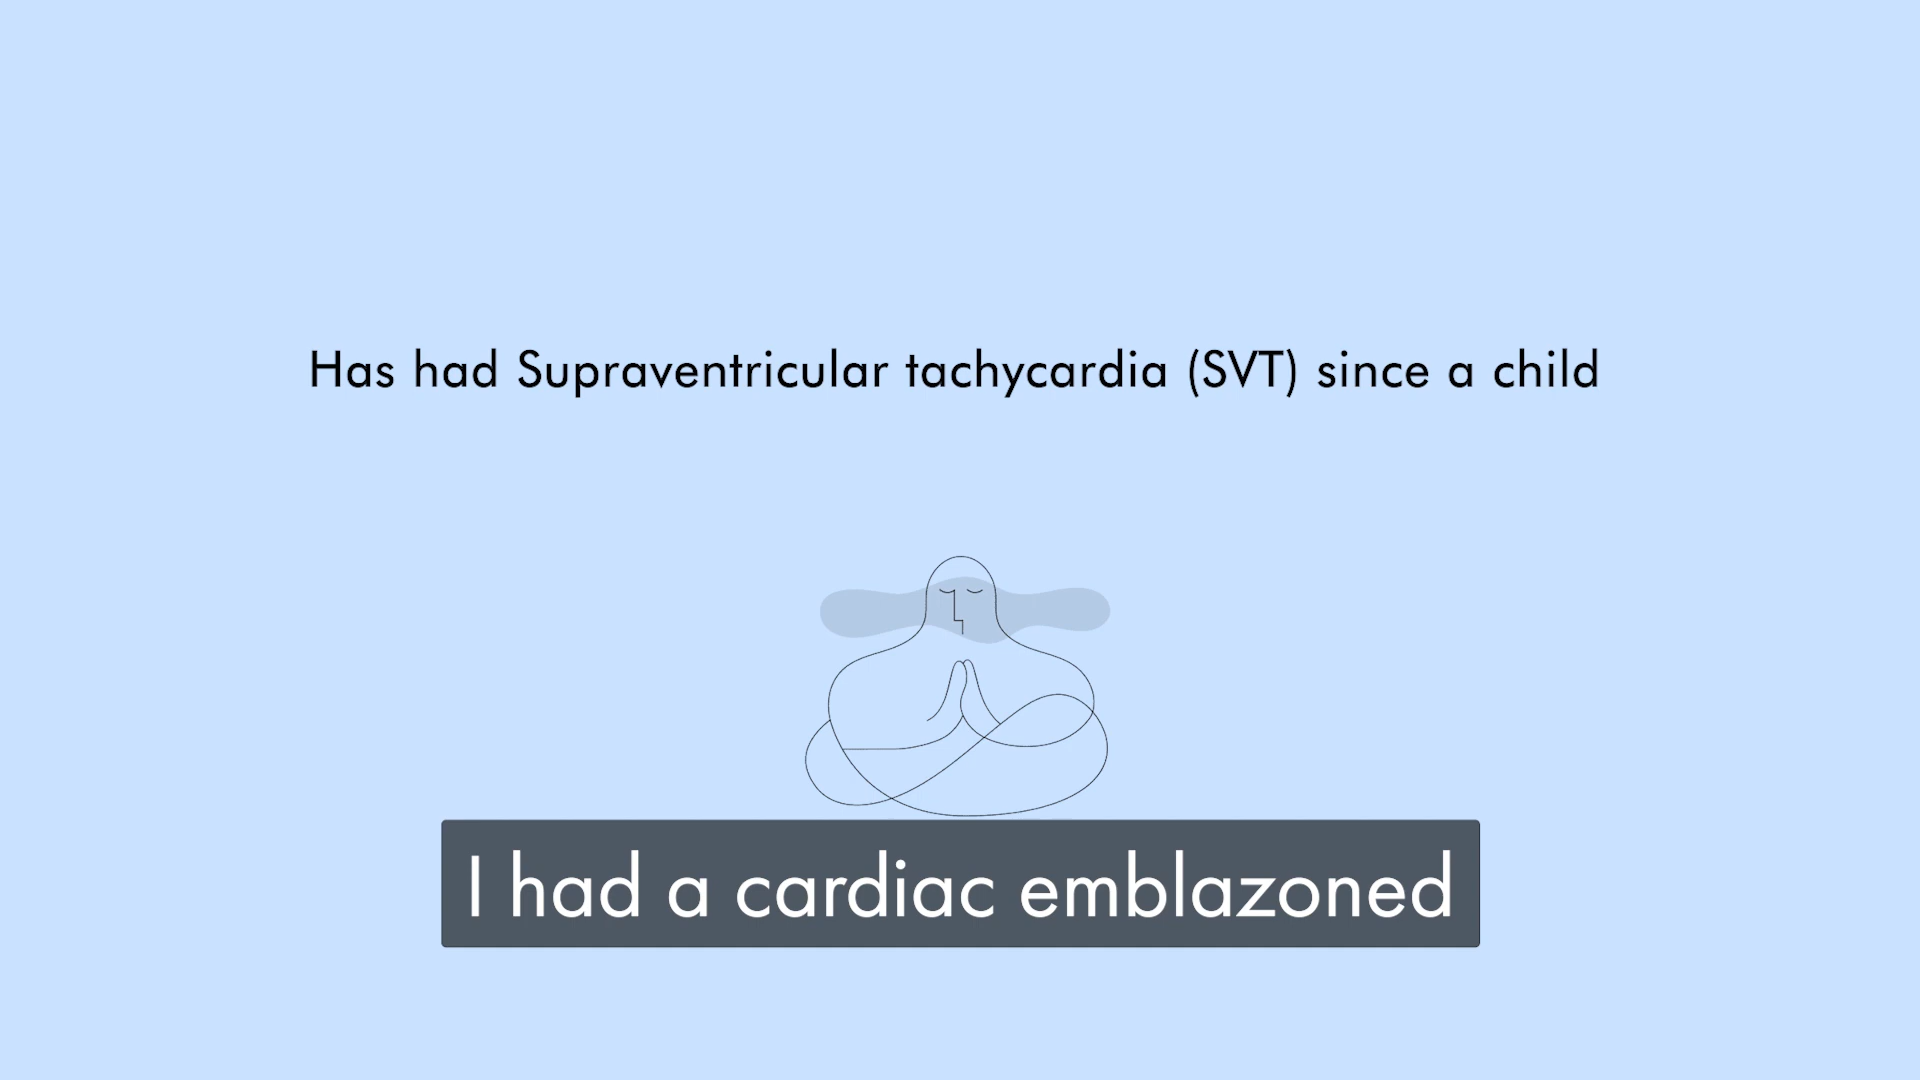 Has had Supraventricular tachycardia (SVT) since a child
I had a cardiac emblazoned